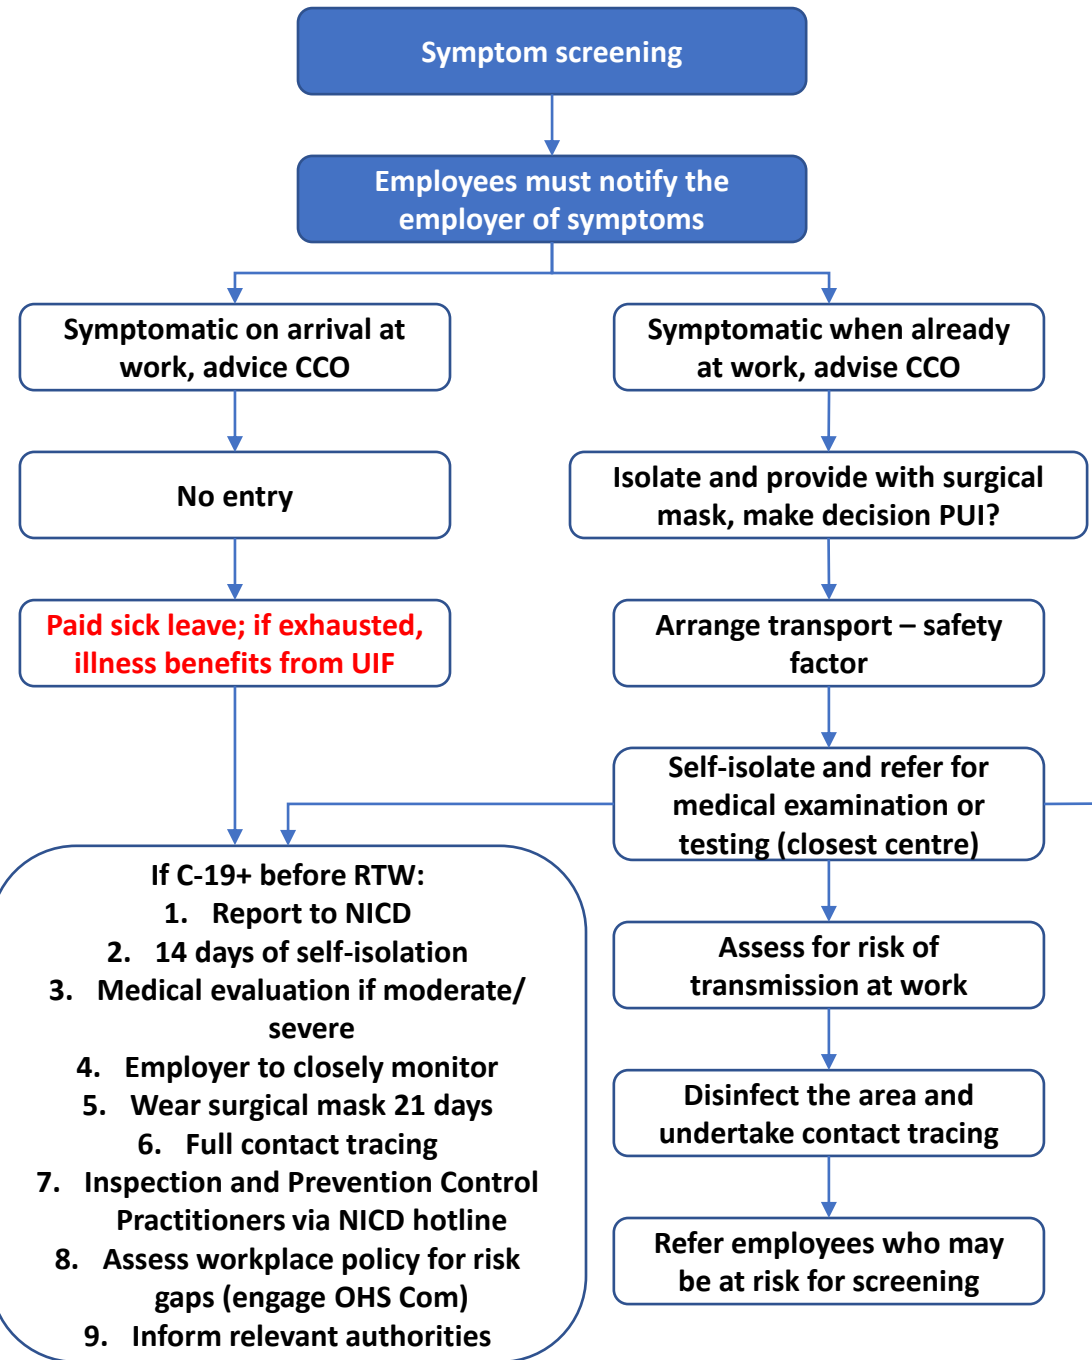 Symptom screening
Employees must notify the
employer of symptoms
Symptomatic on arrival at
work, advice CCO
Symptomatic when already
at work, advise CCO
No entry
Isolate and provide with surgical
mask, make decision PUI?
Paid sick leave; if exhausted,
illness benefits from UIF
Arrange transport – safety
factor
Self-isolate and refer for
medical examination or
testing (closest centre)
If C-19+ before RTW:
1. Report to NICD
2. 14 days of self-isolation
3. Medical evaluation if moderate/
severe
4. Employer to closely monitor
5. Wear surgical mask 21 days
6. Full contact tracing
7. Inspection and Prevention Control
Practitioners via NICD hotline
8. Assess workplace policy for risk
gaps (engage OHS Com)
9. Inform relevant authorities
Assess for risk of
transmission at work
Disinfect the area and
undertake contact tracing
Refer employees who may
be at risk for screening